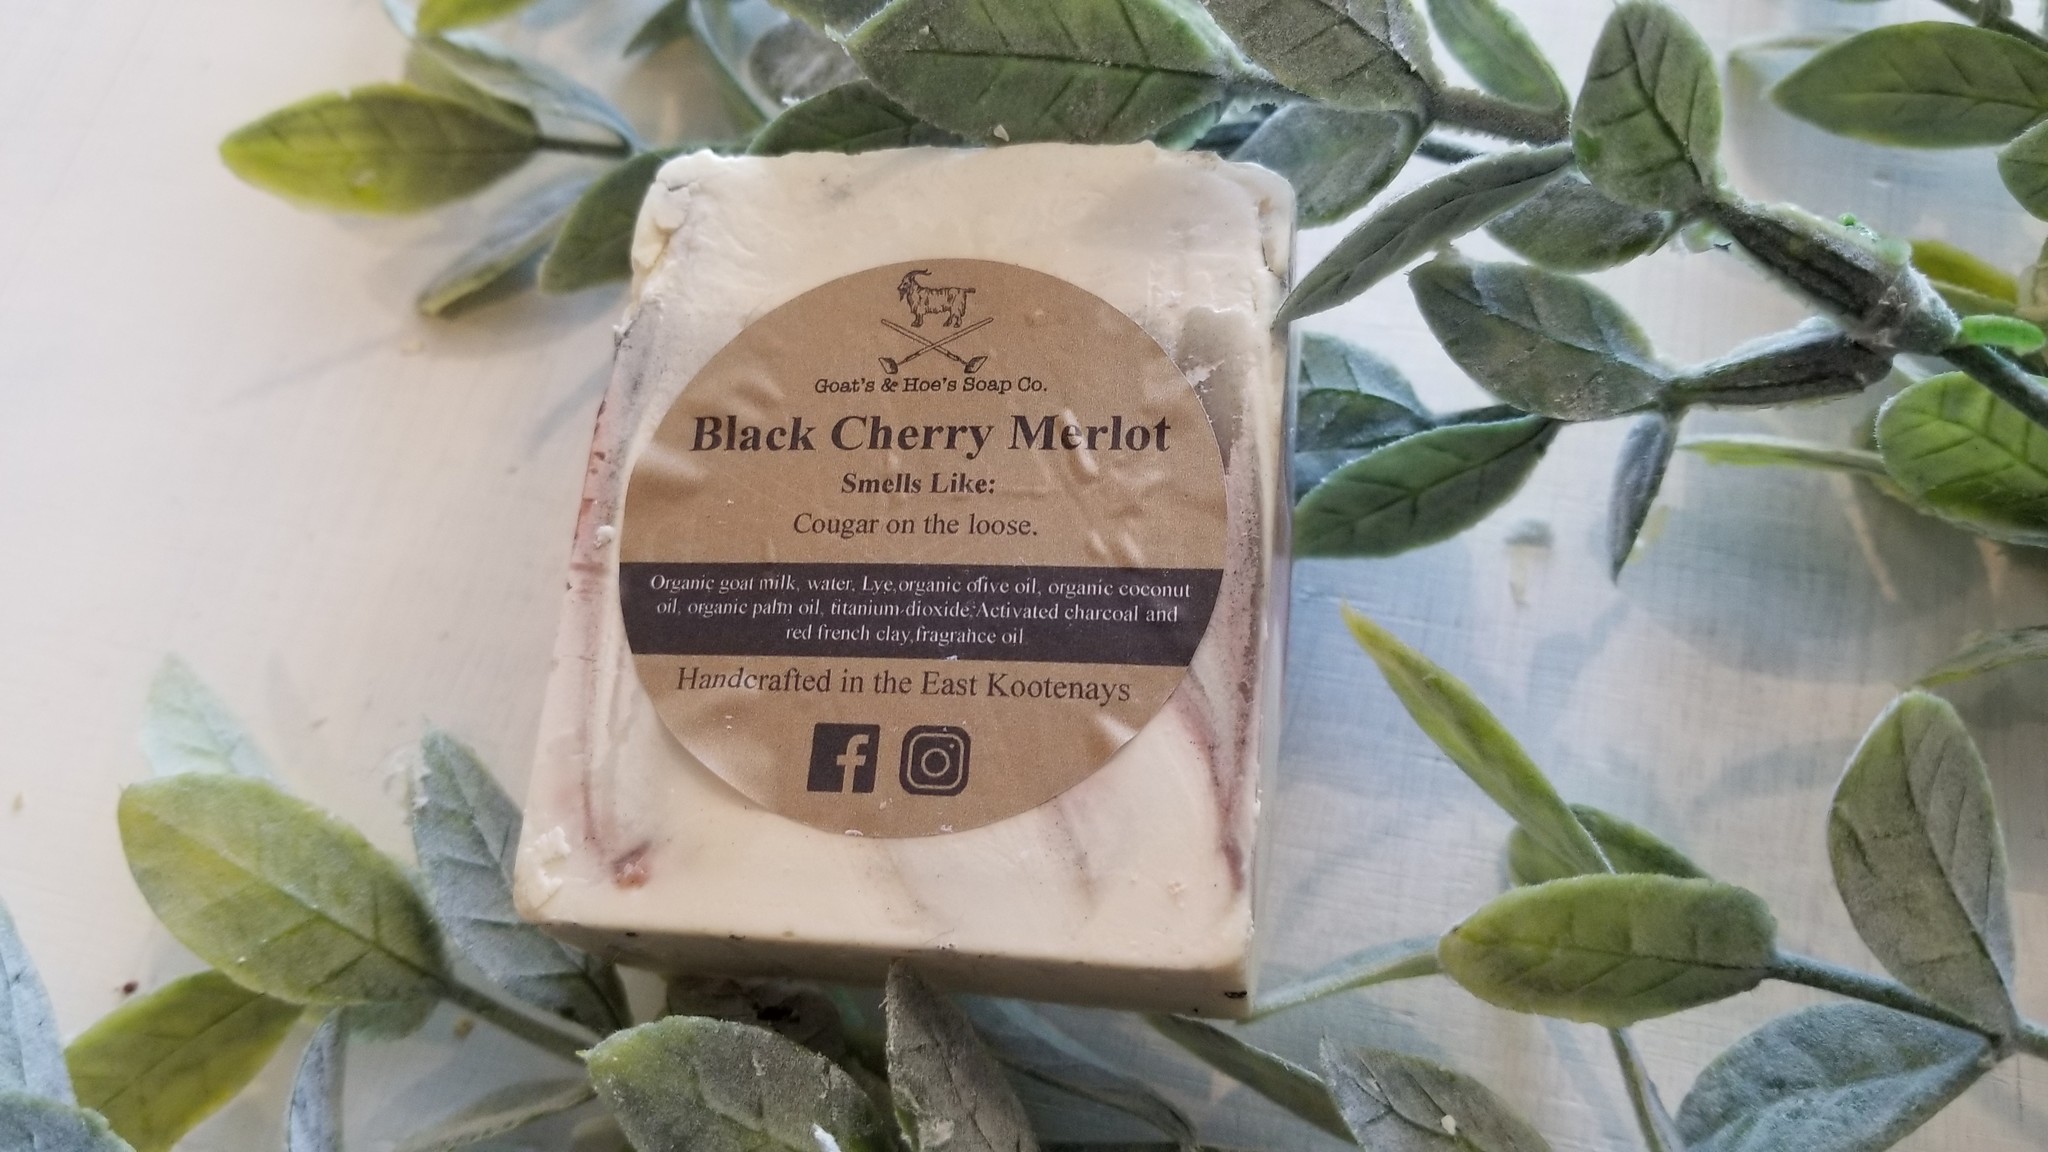 Goat's & Hoe's Soap Co.
Black Cherry Merlot
Smells Like:
Cougar on the loose.
Organic goat milk, water, Lye,organic olive oil, organic coconut
oil, organic palm oil, titanium-dioxide,Activated charcoal and
red french clay,fragrance oil
Handcrafted in the East Kootenays